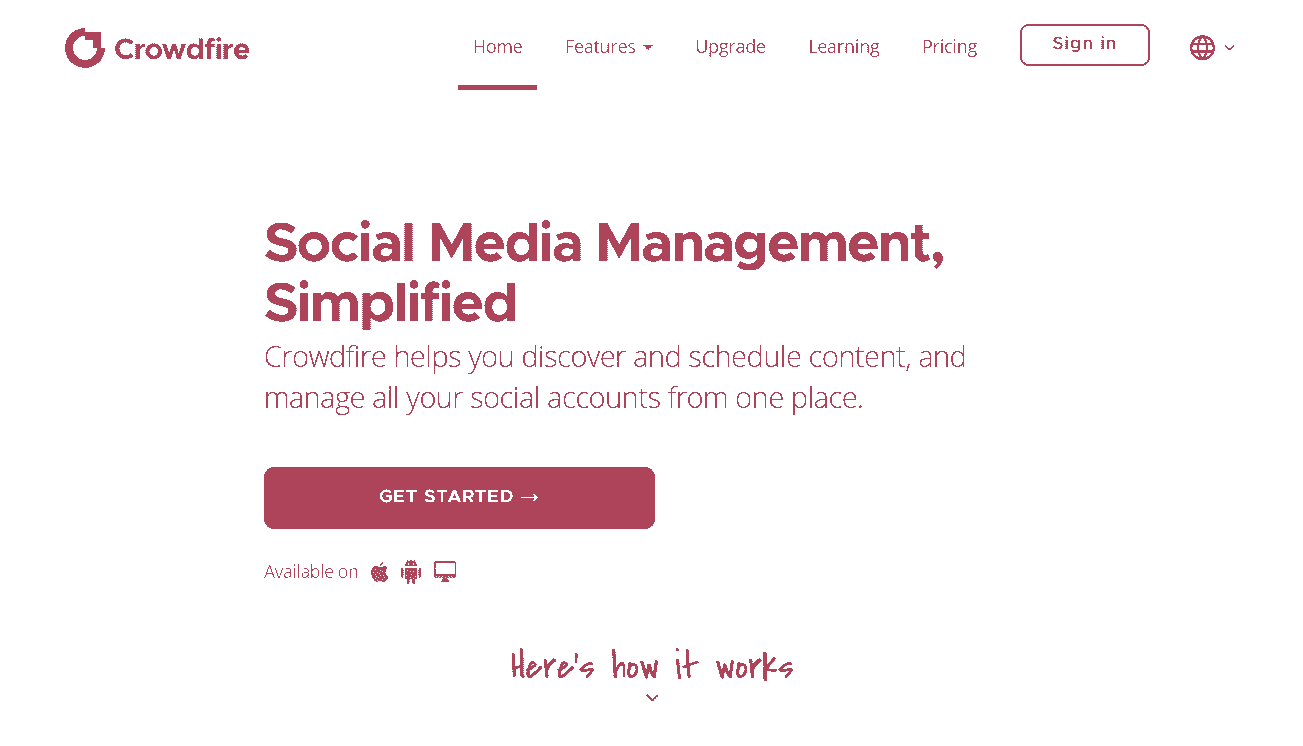 Crowdfire
Home Features Upgrade Learning Pricing Sign in
Social Media Management,
Simplified
Crowdfire helps you discover and schedule content, and
manage all your social accounts from one place.
GET STARTED →
Available on
Here's how it works